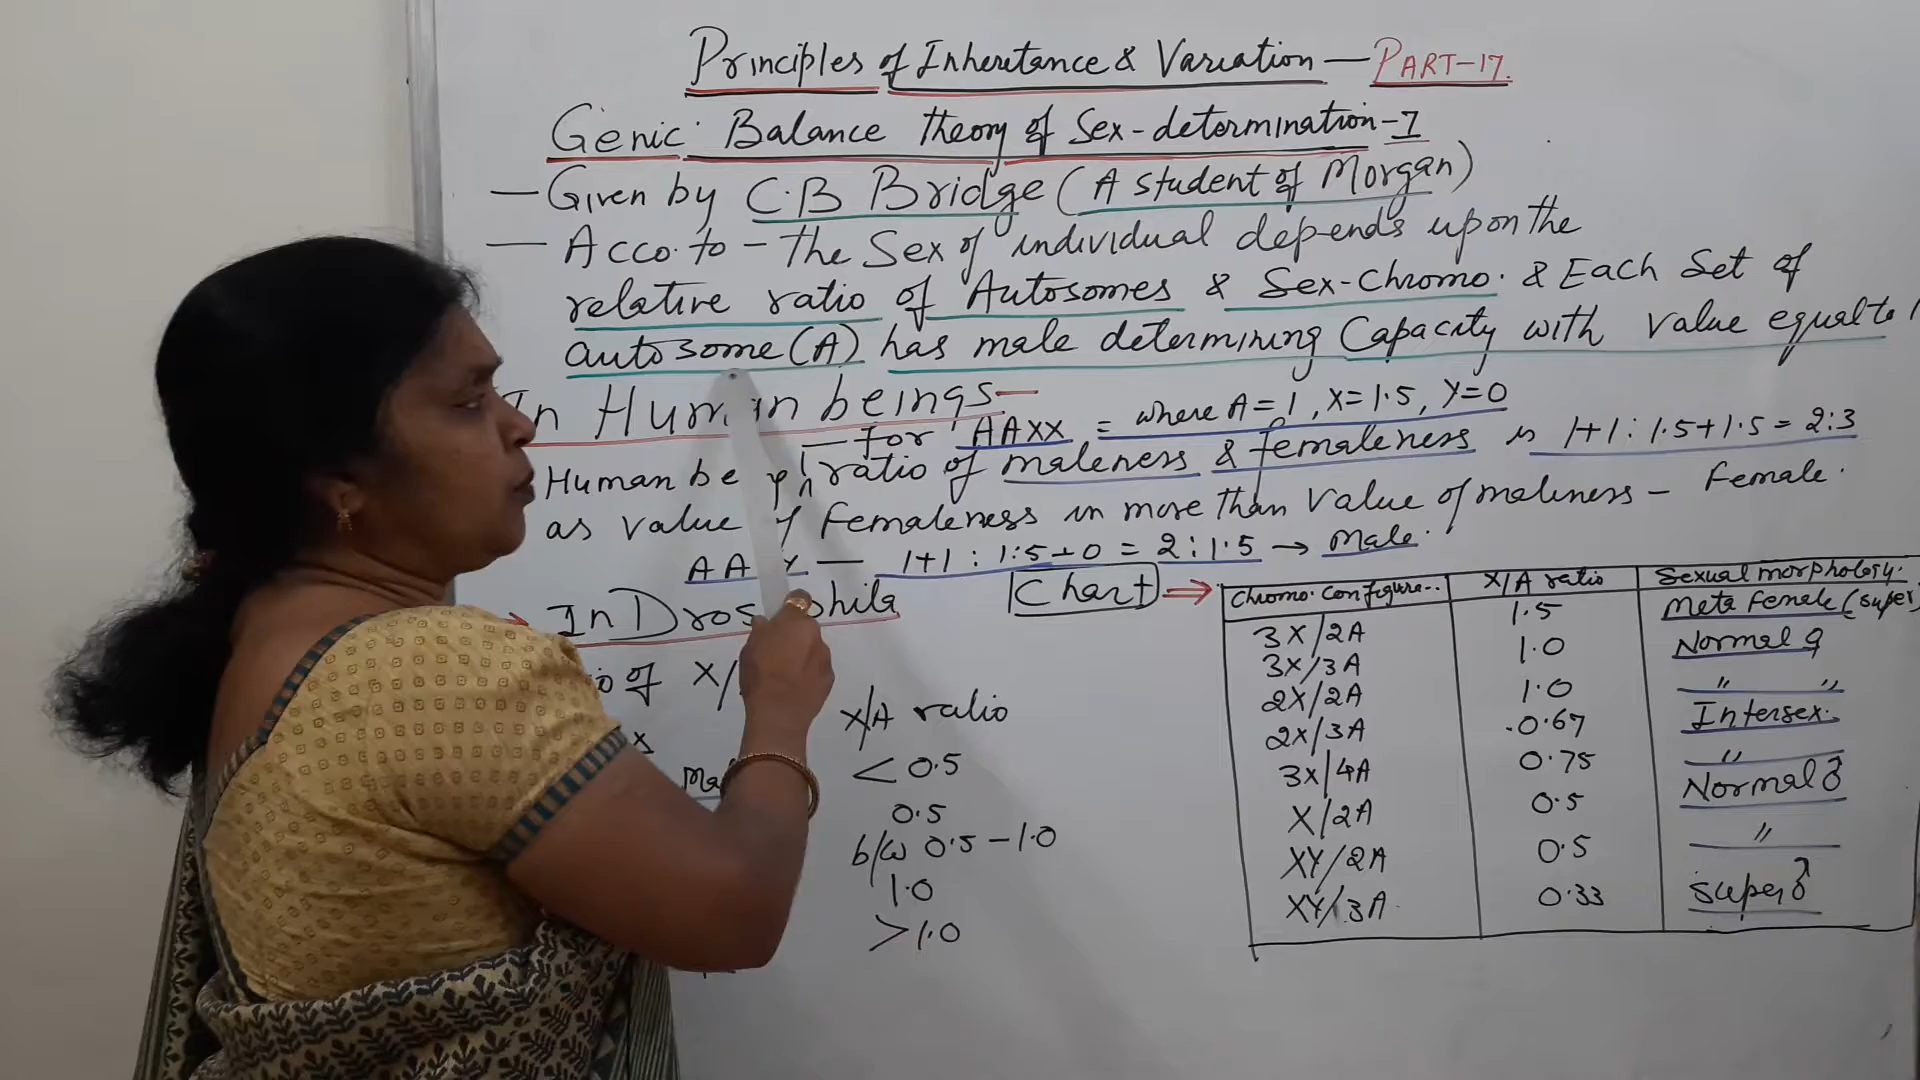 Principles of Inheretance & Variation — PART-17.
Genic Balance theory of Sex-determination-I
— Given by C.B Bridge (A student of Morgan)
— Acco. to - the Sex of individual depends upon the
relative ratio of Autosomes & Sex-Chromo. & Each Set of
autosome (A) has male determining Capacity with value equal to 1
In Human beings —
— for AAXX = where A=1, X=1.5, Y=0
Human be ratio of maleness & femaleness is 1+1 : 1.5+1.5 = 2:3
as value of femaleness is more than value of maleness — Female.
AA Y — 1+1 : 1.5+0 = 2:1.5 → Male.
In Drosophila
Chart →
Chromo. configure.. X/A ratio Sexual morphology.
3X/2A 1.5 Meta female (super)
3X/3A 1.0 Normal ♀
2X/2A 1.0 〃 〃
2X/3A 0.67 Intersex.
3X/4A 0.75 〃
X/2A 0.5 Normal ♂
XY/2A 0.5 〃
XY/3A 0.33 super ♂
of X/
X/A ratio
< 0.5
0.5
b/w 0.5 – 1.0
1.0
> 1.0